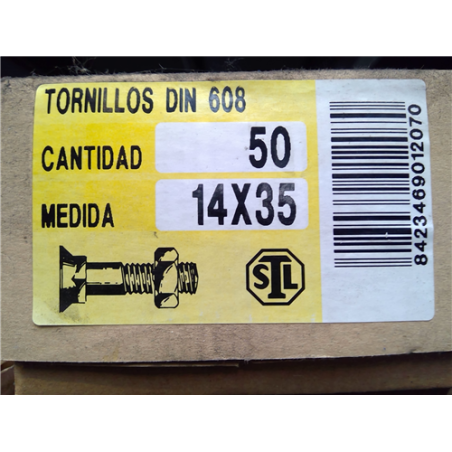 TORNILLOS DIN 608
CANTIDAD 50
MEDIDA 14X35
STL
8423469012070